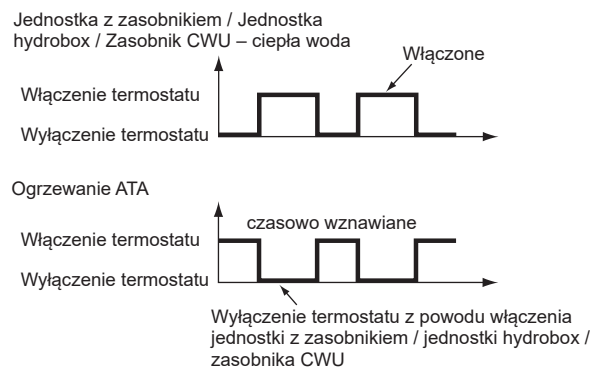 Jednostka z zasobnikiem / Jednostka
hydrobox / Zasobnik CWU – ciepła woda
Włączone
Włączenie termostatu
Wyłączenie termostatu
Ogrzewanie ATA
czasowo wznawiane
Włączenie termostatu
Wyłączenie termostatu
Wyłączenie termostatu z powodu włączenia
jednostki z zasobnikiem / jednostki hydrobox /
zasobnika CWU